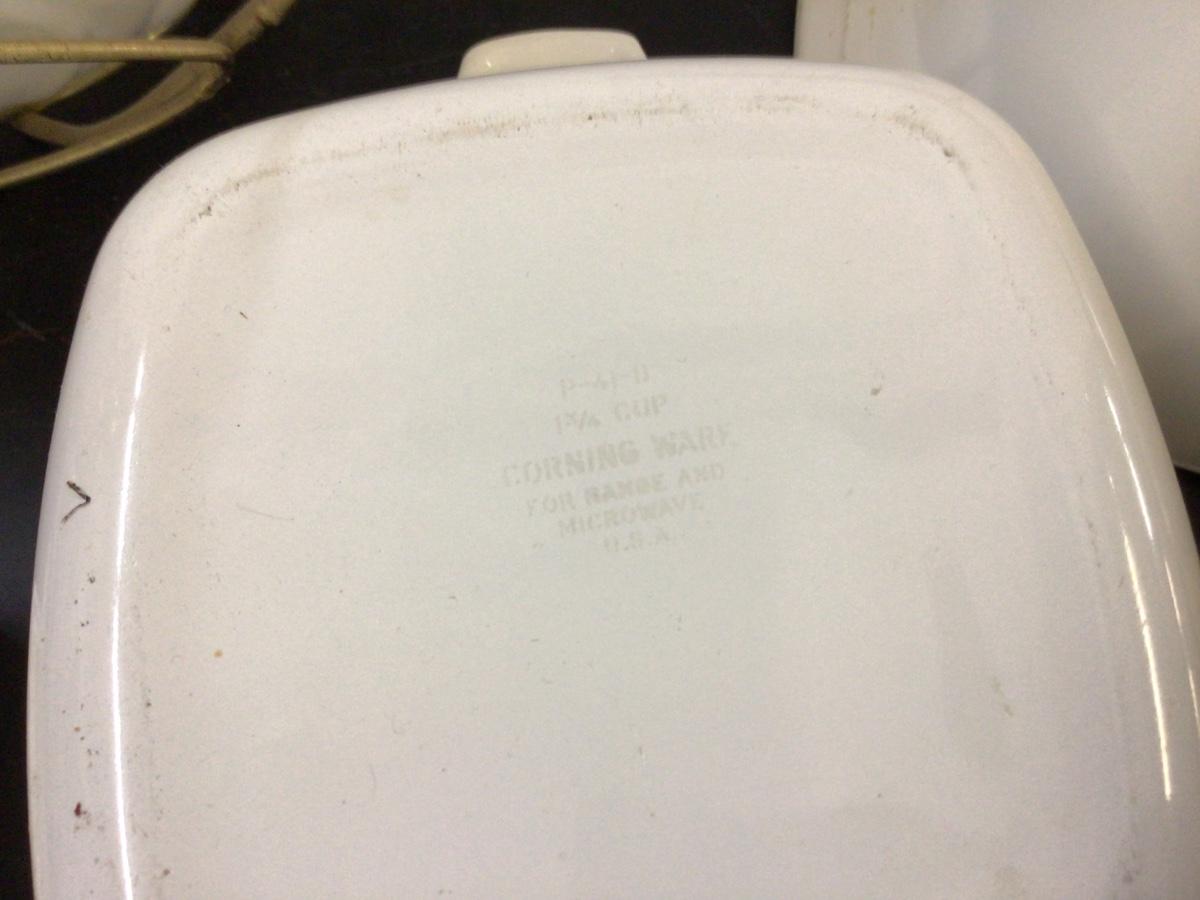 P-41-B
1¾ CUP
CORNING WARE
FOR RANGE AND
MICROWAVE
U.S.A.